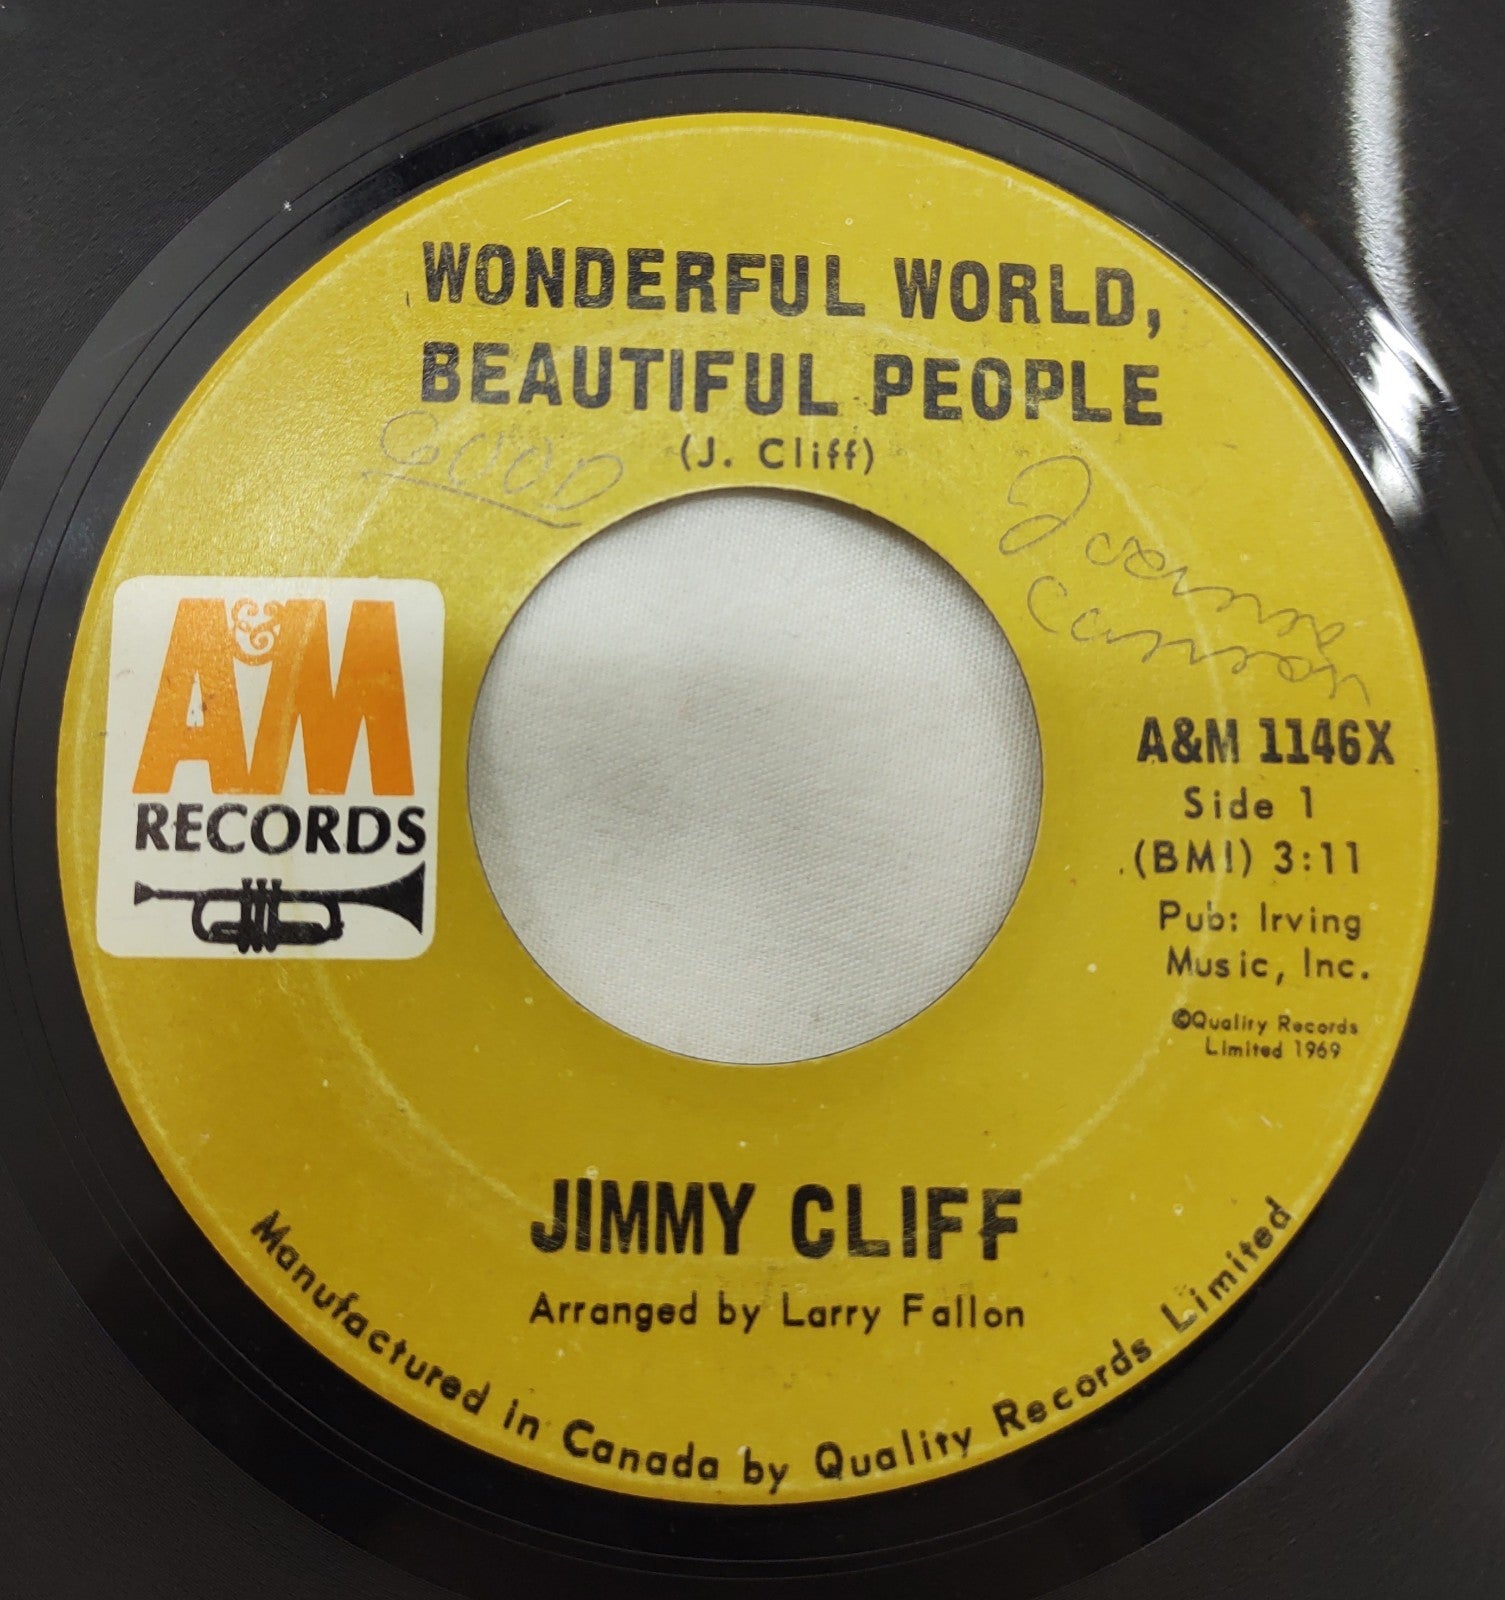 WONDERFUL WORLD,
BEAUTIFUL PEOPLE
(J. Cliff)
GOOD
A&M
RECORDS
A&M 1146X
Side 1
(BMI) 3:11
Pub: Irving
Music, Inc.
©Quality Records
Limited 1969
JIMMY CLIFF
Arranged by Larry Fallon
Manufactured in Canada by Quality Records Limited